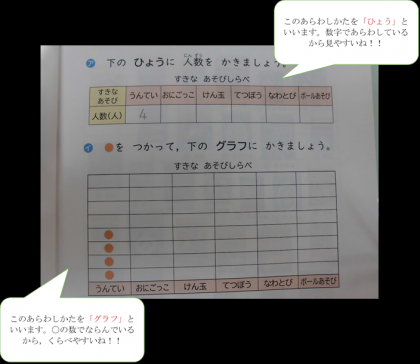 このあらわしかたを「ひょう」と
いいます。数字であらわしている
から見やすいね！！
ア 下の ひょうに 人数を かきましょう。
にん ずう
すきな あそびしらべ
すきな あそび うんてい おにごっこ けん玉 てつぼう なわとび ボールあそび
人数(人) 4
イ ●を つかって，下の グラフに かきましょう。
すきな あそびしらべ
うんてい おにごっこ けん玉 てつぼう なわとび ボールあそび
このあらわしかたを「グラフ」と
いいます。〇の数でならんでいる
から，くらべやすいね！！